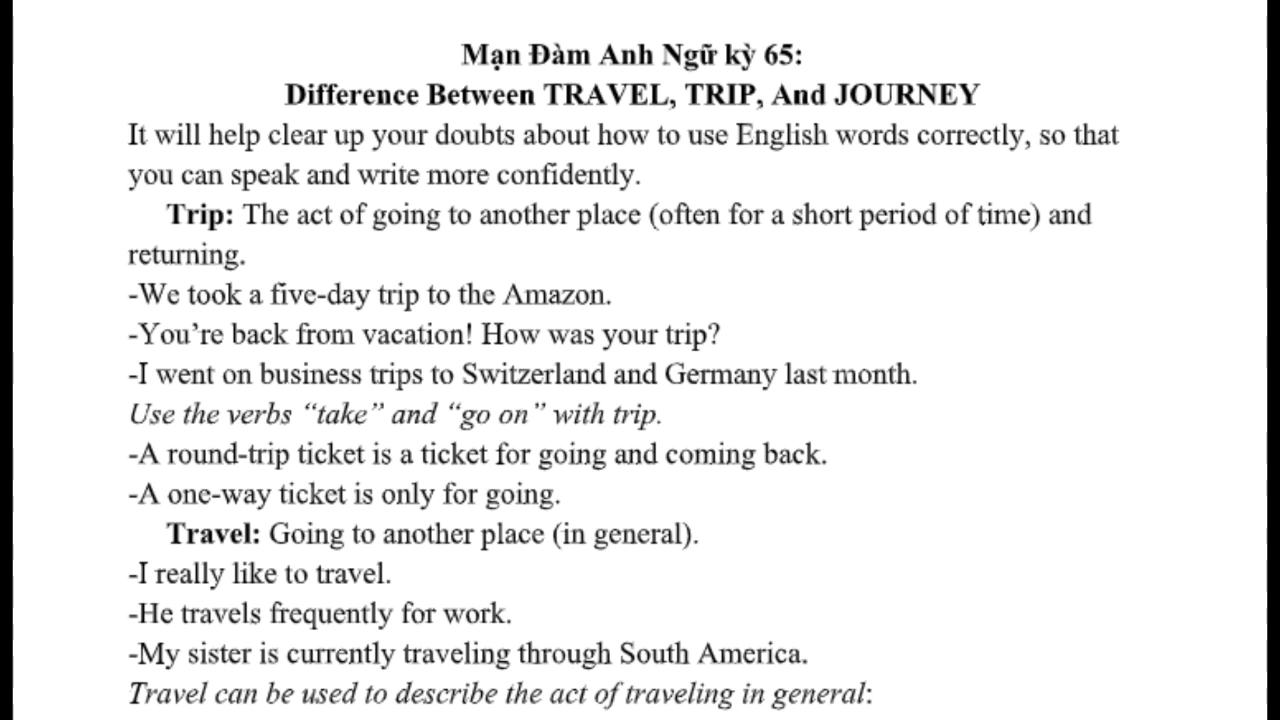 Mạn Đàm Anh Ngữ kỳ 65:
Difference Between TRAVEL, TRIP, And JOURNEY
It will help clear up your doubts about how to use English words correctly, so that
you can speak and write more confidently.
Trip: The act of going to another place (often for a short period of time) and
returning.
-We took a five-day trip to the Amazon.
-You’re back from vacation! How was your trip?
-I went on business trips to Switzerland and Germany last month.
Use the verbs “take” and “go on” with trip.
-A round-trip ticket is a ticket for going and coming back.
-A one-way ticket is only for going.
Travel: Going to another place (in general).
-I really like to travel.
-He travels frequently for work.
-My sister is currently traveling through South America.
Travel can be used to describe the act of traveling in general: